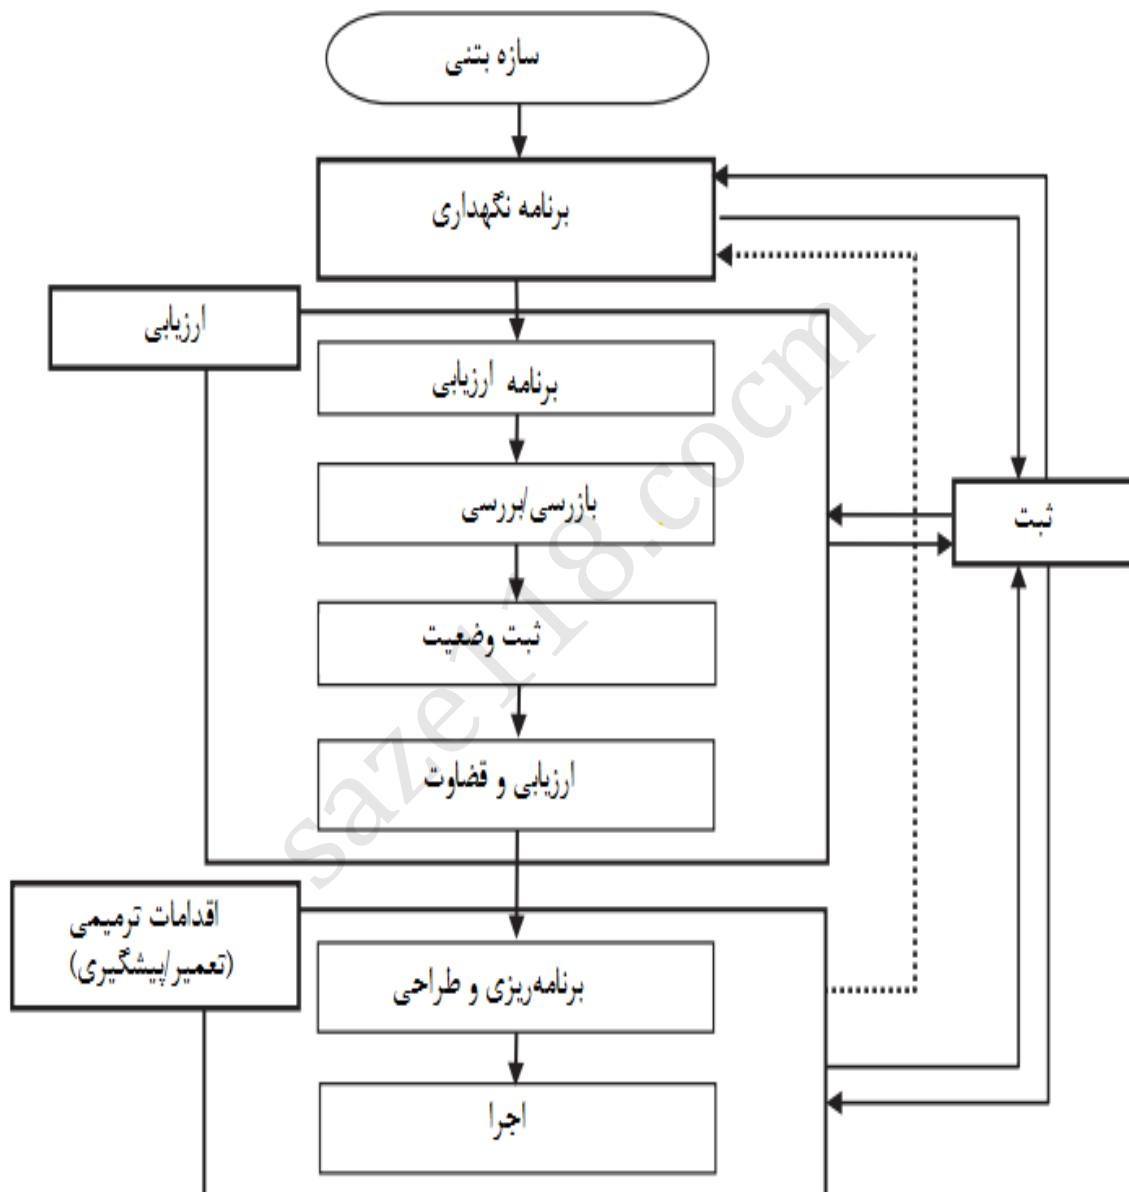 سازه بتنی
برنامه نگهداری
ارزیابی
برنامه ارزیابی
بازرسی/بررسی
ثبت
ثبت وضعیت
ارزیابی و قضاوت
اقدامات ترمیمی
(تعمیر/پیشگیری)
برنامه‌ریزی و طراحی
اجرا
saze118.cocm